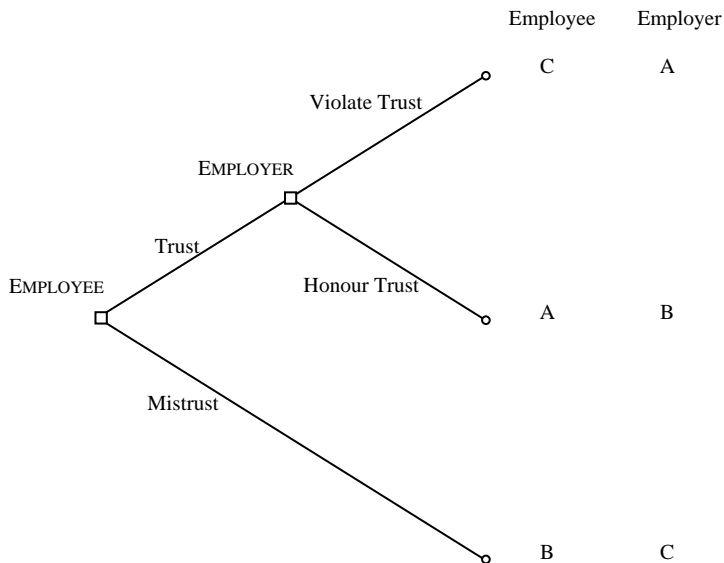 Employee Employer
C A
Violate Trust
EMPLOYER
Trust
EMPLOYEE
Honour Trust
A B
Mistrust
B C